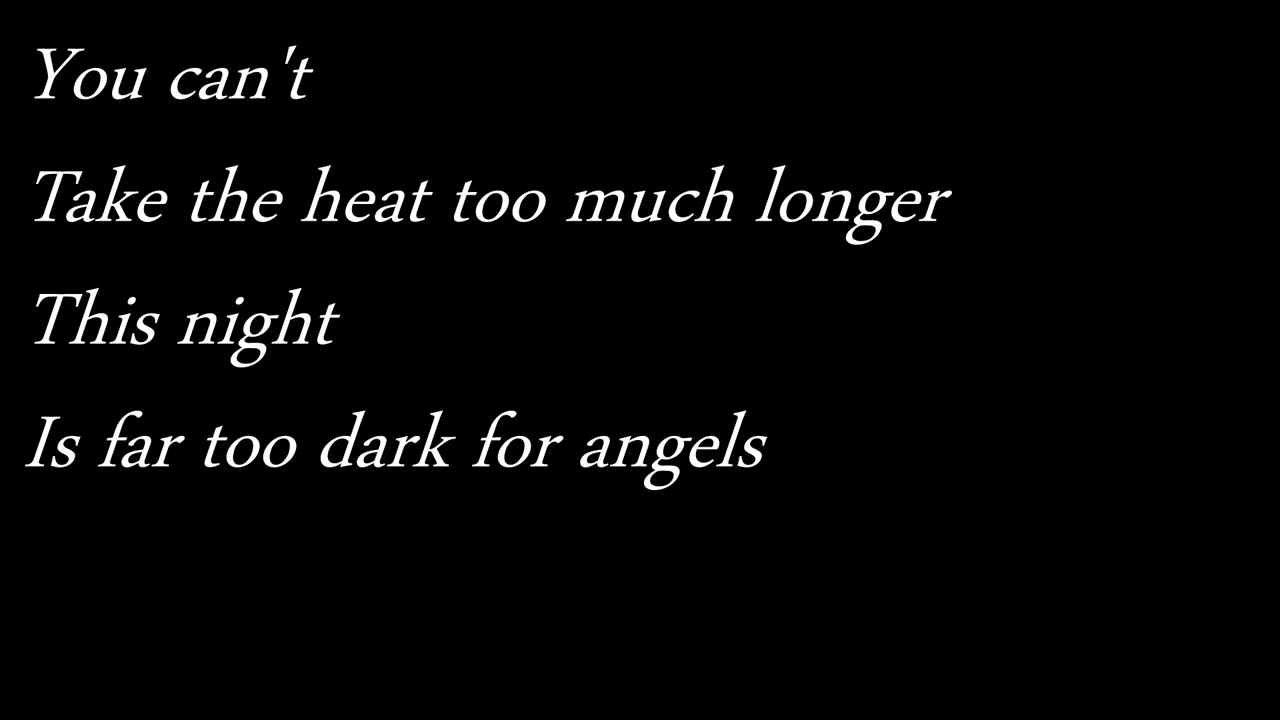 You can't
Take the heat too much longer
This night
Is far too dark for angels